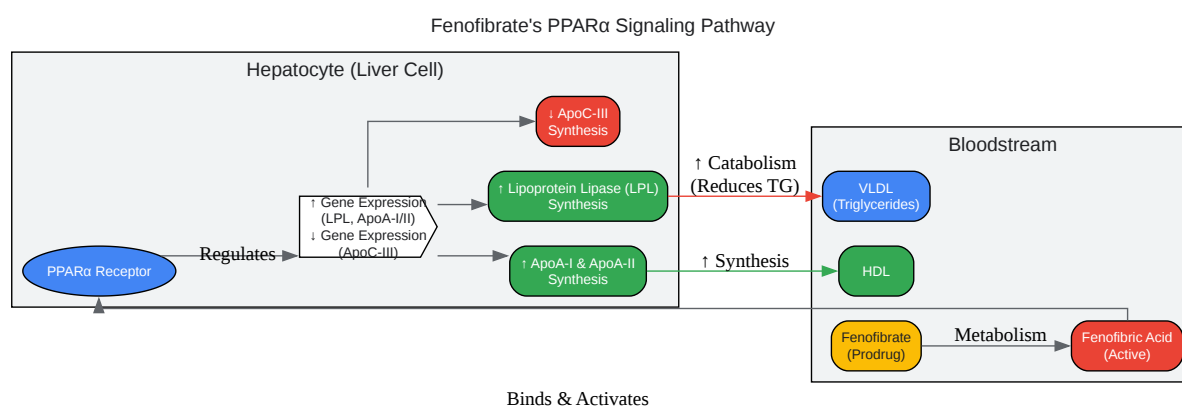 Fenofibrate's PPARα Signaling Pathway
Hepatocyte (Liver Cell)
↓ ApoC-III
Synthesis
↑ Lipoprotein Lipase (LPL)
Synthesis
↑ Gene Expression
(LPL, ApoA-I/II)
↓ Gene Expression
(ApoC-III)
PPARα Receptor
Regulates
↑ ApoA-I & ApoA-II
Synthesis
↑ Catabolism
(Reduces TG)
↑ Synthesis
Bloodstream
VLDL
(Triglycerides)
HDL
Fenofibrate
(Prodrug)
Metabolism
Fenofibric Acid
(Active)
Binds & Activates